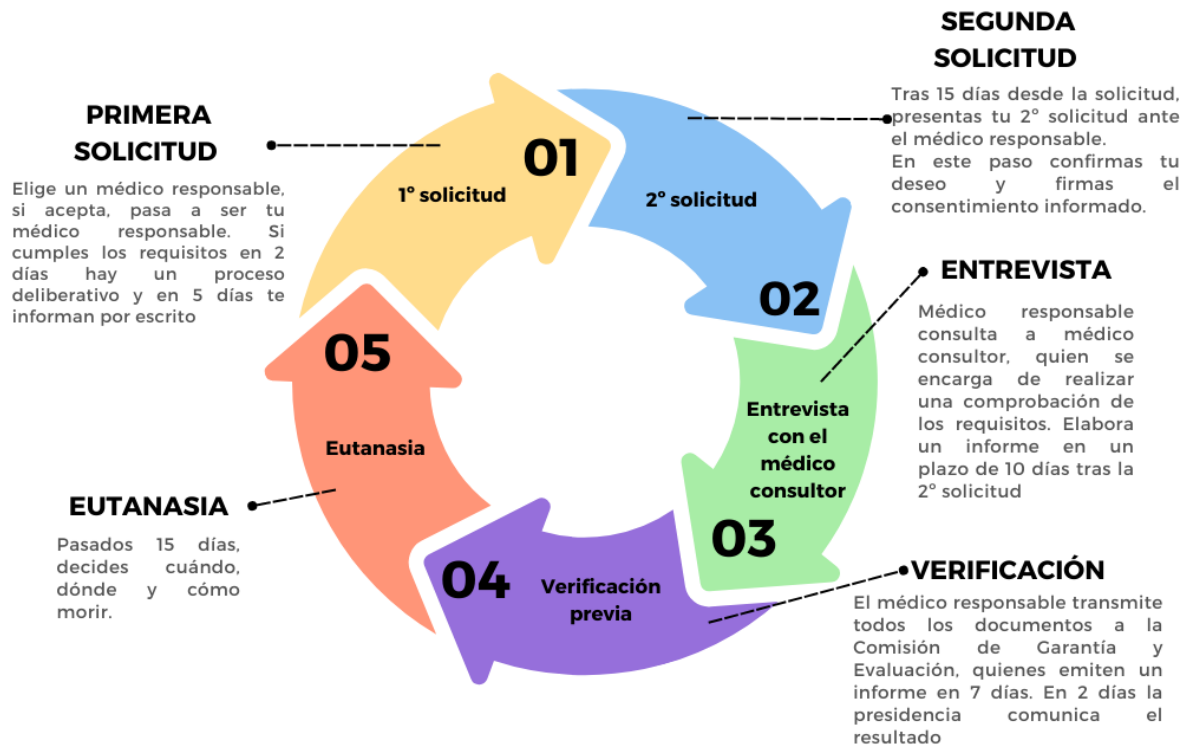 PRIMERA
SOLICITUD
Elige un médico responsable,
si acepta, pasa a ser tu
médico responsable. Si
cumples los requisitos en 2
días hay un proceso
deliberativo y en 5 días te
informan por escrito
01
1º solicitud
SEGUNDA
SOLICITUD
Tras 15 días desde la solicitud,
presentas tu 2º solicitud ante
el médico responsable.
En este paso confirmas tu
deseo y firmas el
consentimiento informado.
2º solicitud
02
ENTREVISTA
Médico responsable
consulta a médico
consultor, quien se
encarga de realizar
una comprobación de
los requisitos. Elabora
un informe en un
plazo de 10 días tras la
2º solicitud
Entrevista
con el
médico
consultor
03
VERIFICACIÓN
El médico responsable transmite
todos los documentos a la
Comisión de Garantía y
Evaluación, quienes emiten un
informe en 7 días. En 2 días la
presidencia comunica el
resultado
04
Verificación
previa
EUTANASIA
Pasados 15 días,
decides cuándo,
dónde y cómo
morir.
05
Eutanasia